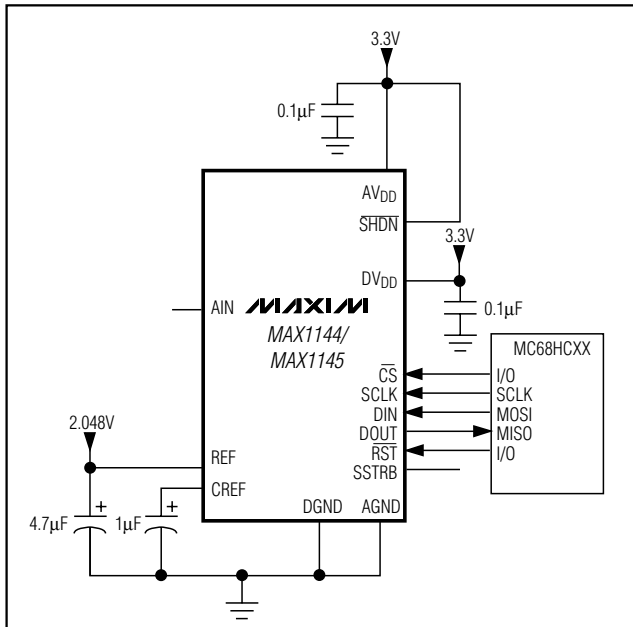 3.3V
0.1µF
AVDD
SHDN
3.3V
DVDD
0.1µF
AIN
MAXIM
MAX1144/
MAX1145
MC68HCXX
CS I/O
SCLK SCLK
DIN MOSI
DOUT MISO
RST I/O
SSTRB
2.048V
REF
CREF
4.7µF + 1µF +
DGND AGND